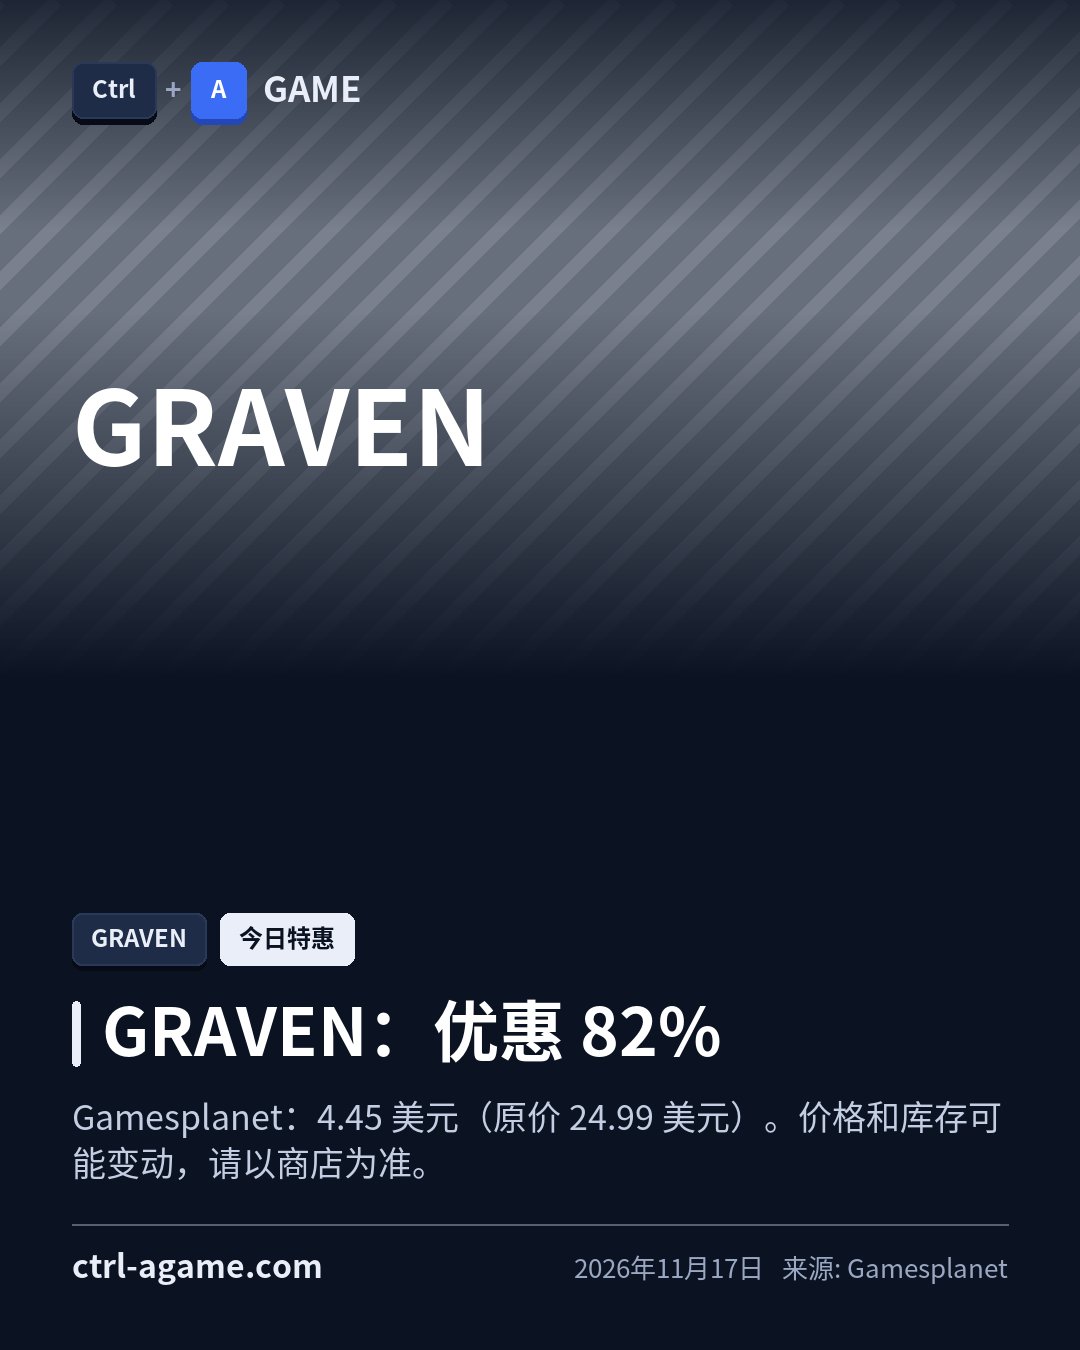 Ctrl + A GAME
GRAVEN
GRAVEN 今日特惠
GRAVEN：优惠 82%
Gamesplanet：4.45 美元（原价 24.99 美元）。价格和库存可
能变动，请以商店为准。
ctrl-agame.com 2026年11月17日 来源: Gamesplanet